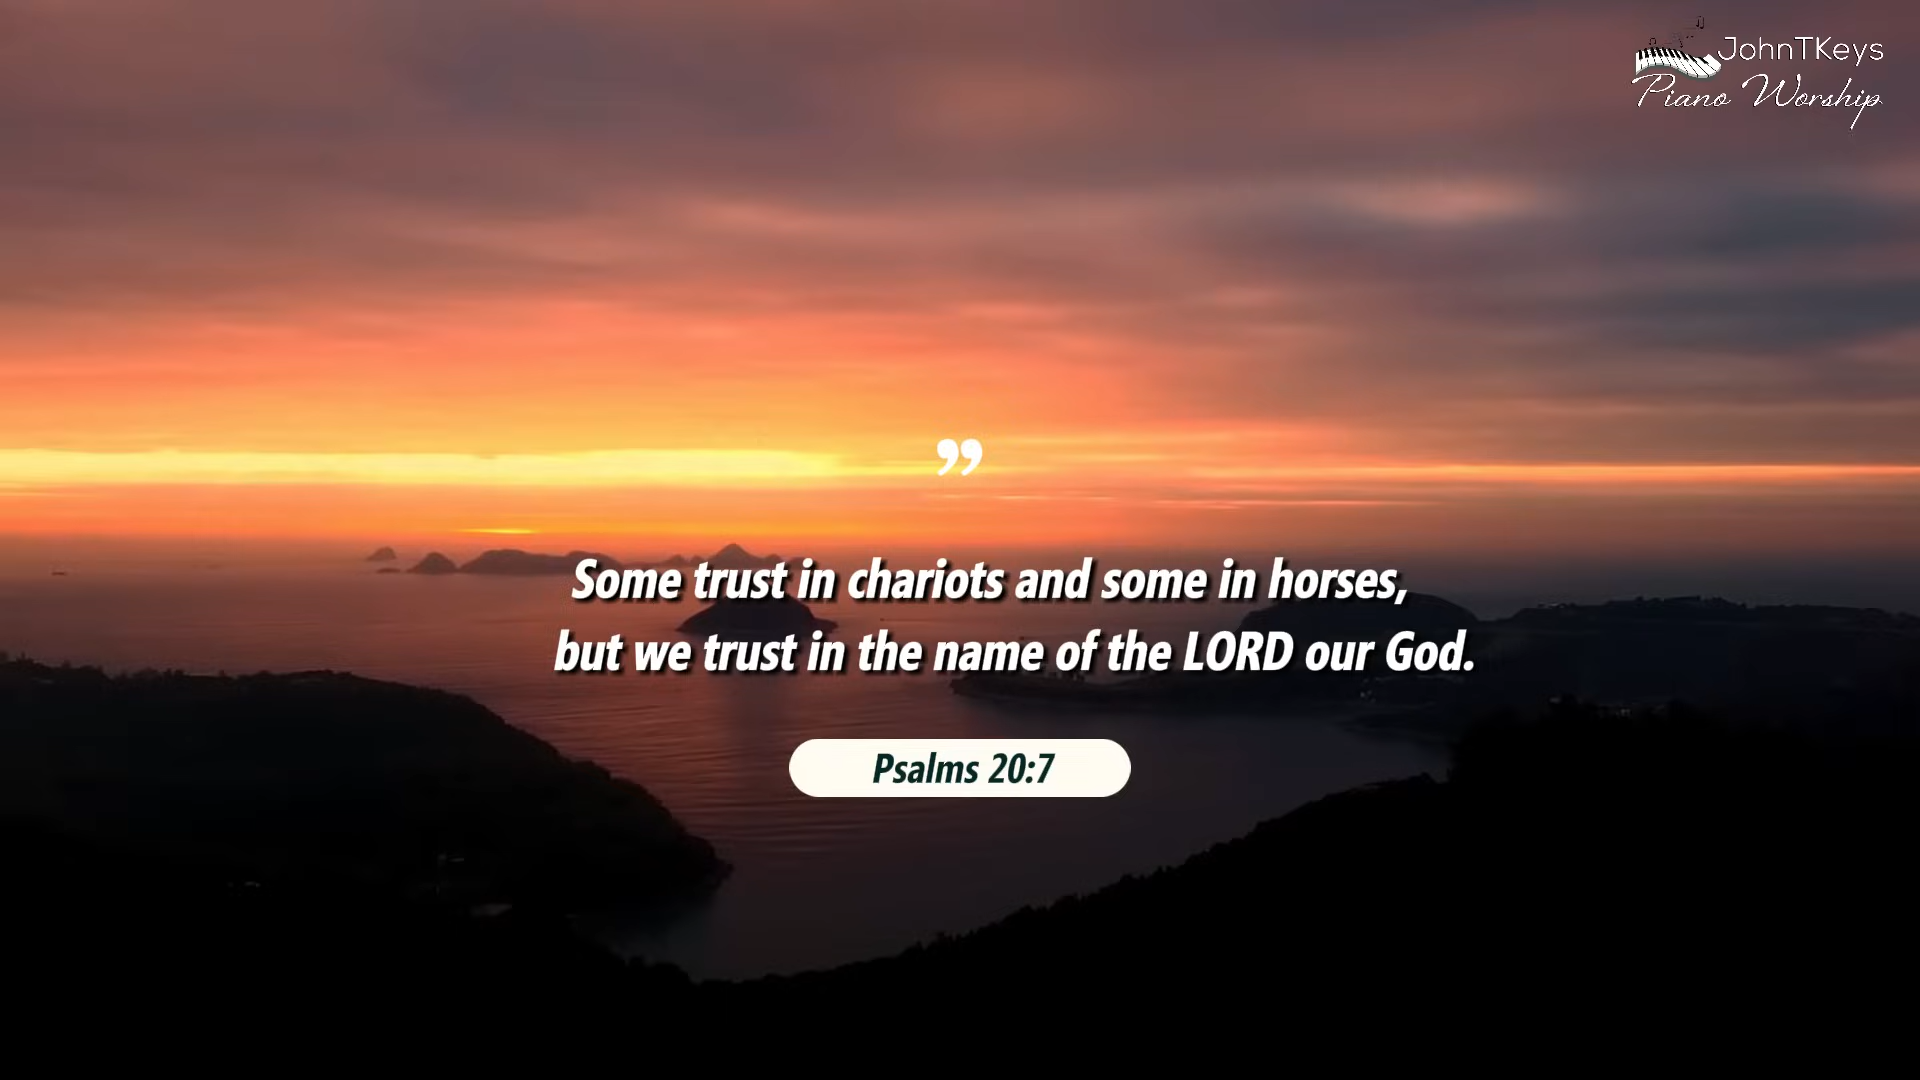 JohnTKeys
Piano Worship
”
Some trust in chariots and some in horses,
but we trust in the name of the LORD our God.
Psalms 20:7